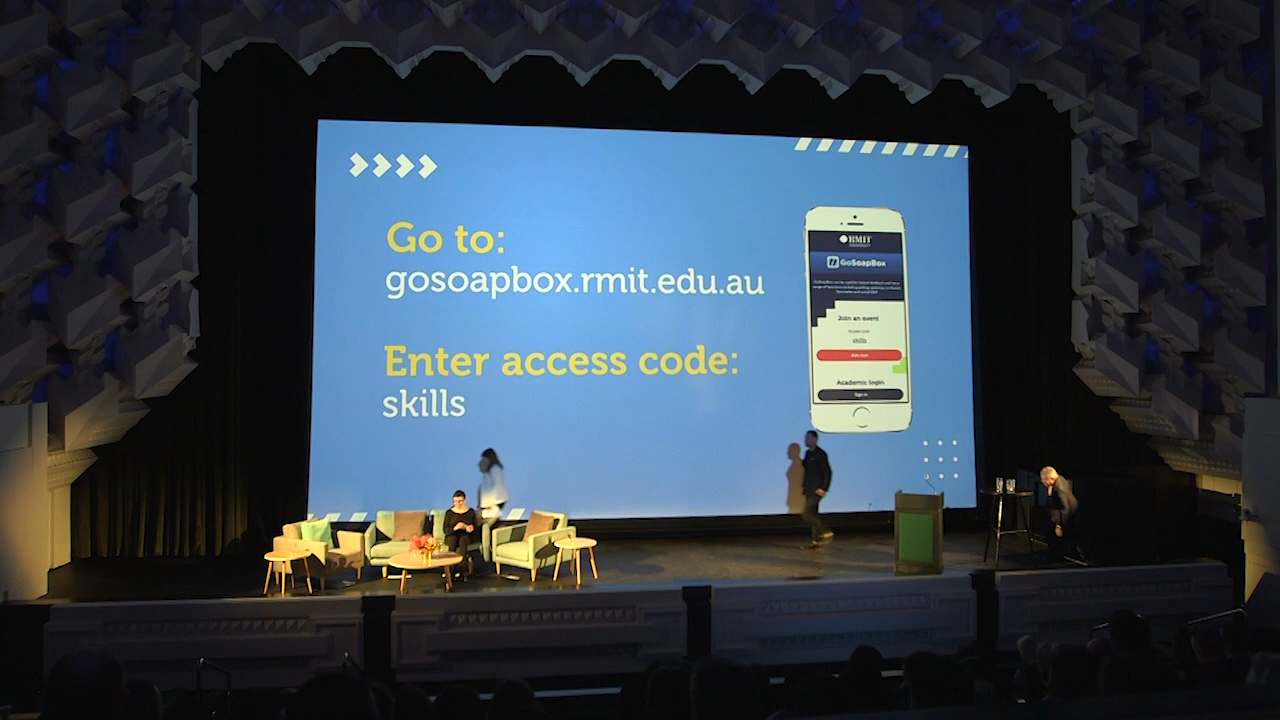 Go to:
gosoapbox.rmit.edu.au
Enter access code:
skills
RMIT
UNIVERSITY
GoSoapBox
Join an event
skills
Join now
Academic login
Sign in